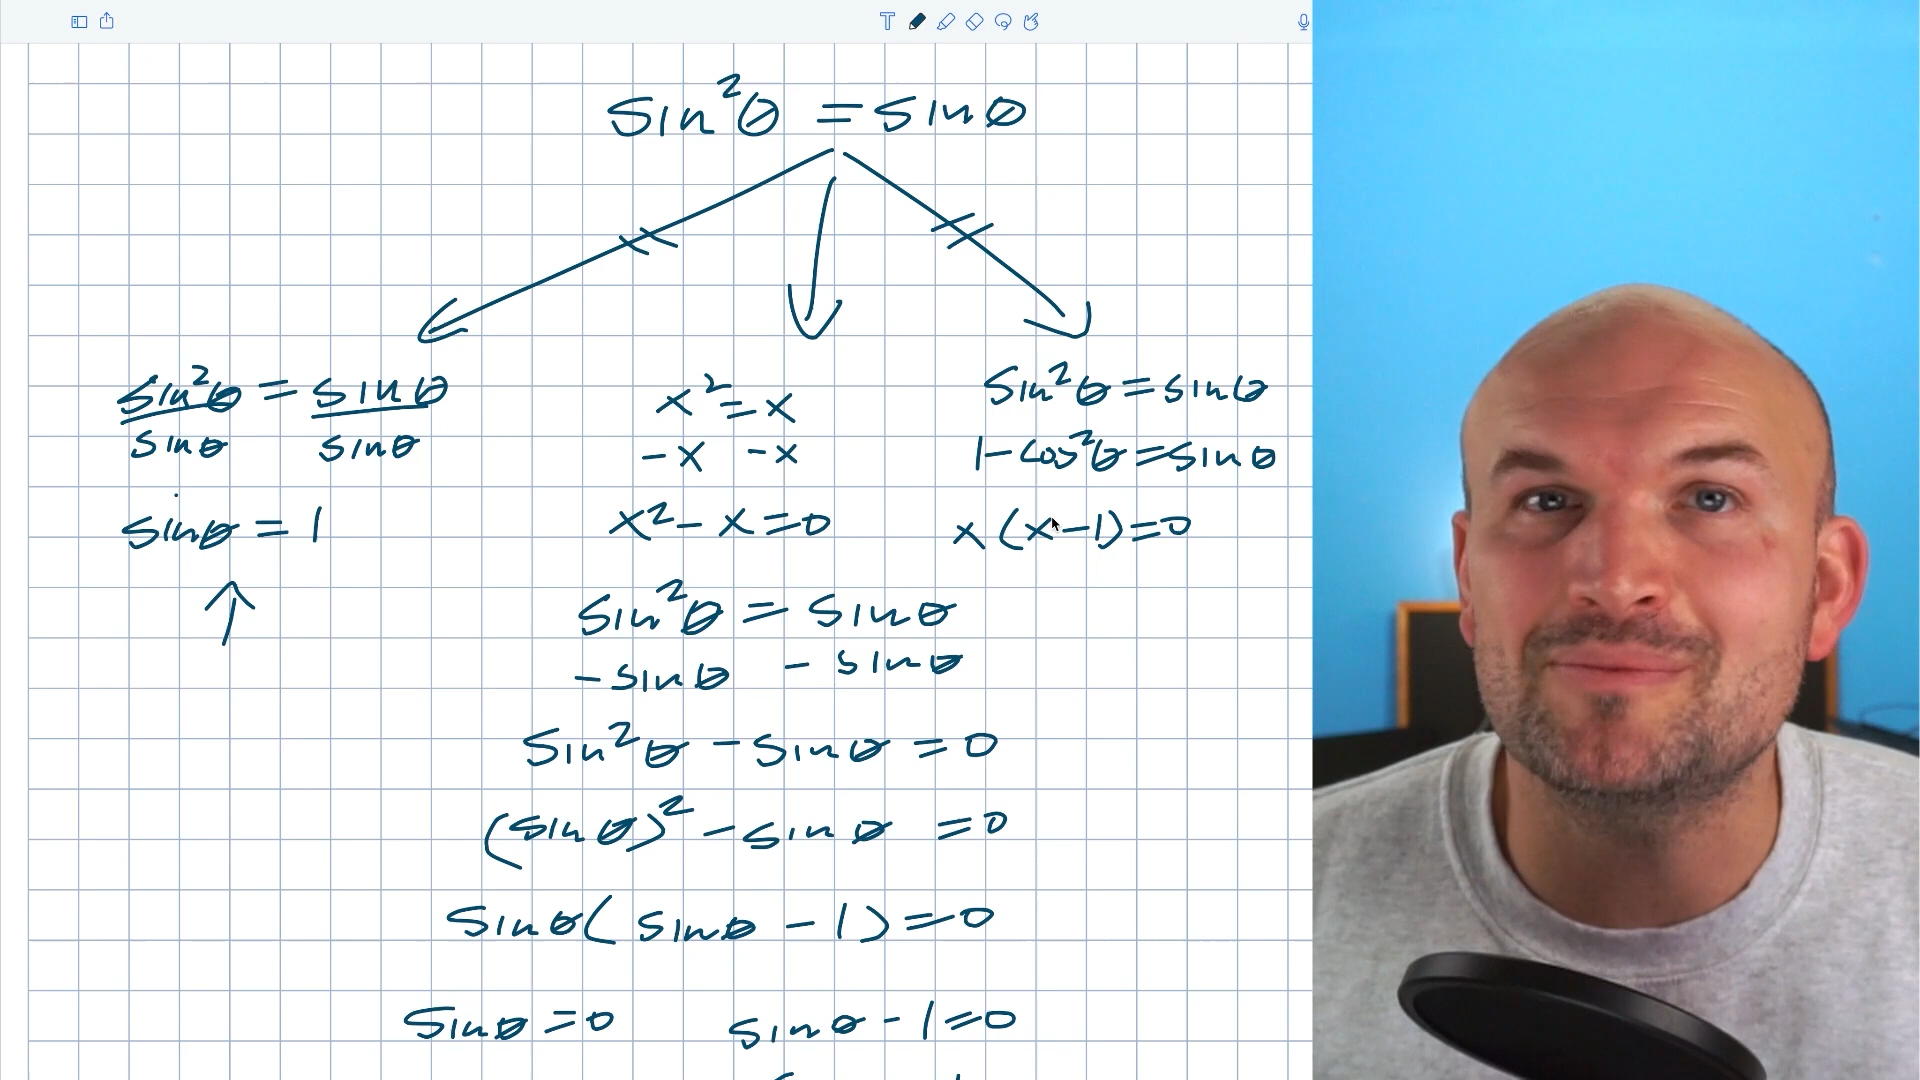 sin²θ = sinθ
sin²θ = sinθ
sinθ sinθ
sinθ = 1
x² = x
-x -x
x² - x = 0
sin²θ = sinθ
1 - cos²θ = sinθ
x(x - 1) = 0
sin²θ = sinθ
-sinθ - sinθ
sin²θ - sinθ = 0
(sinθ)² - sinθ = 0
sinθ(sinθ - 1) = 0
sinθ = 0 sinθ - 1 = 0